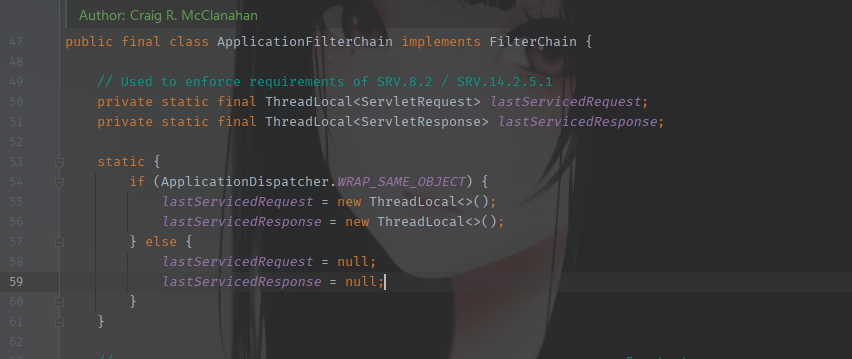 Author: Craig R. McClanahan
47 public final class ApplicationFilterChain implements FilterChain {
48
49 // Used to enforce requirements of SRV.8.2 / SRV.14.2.5.1
50 private static final ThreadLocal<ServletRequest> lastServicedRequest;
51 private static final ThreadLocal<ServletResponse> lastServicedResponse;
52
53 static {
54 if (ApplicationDispatcher.WRAP_SAME_OBJECT) {
55 lastServicedRequest = new ThreadLocal<>();
56 lastServicedResponse = new ThreadLocal<>();
57 } else {
58 lastServicedRequest = null;
59 lastServicedResponse = null;
60 }
61 }
62